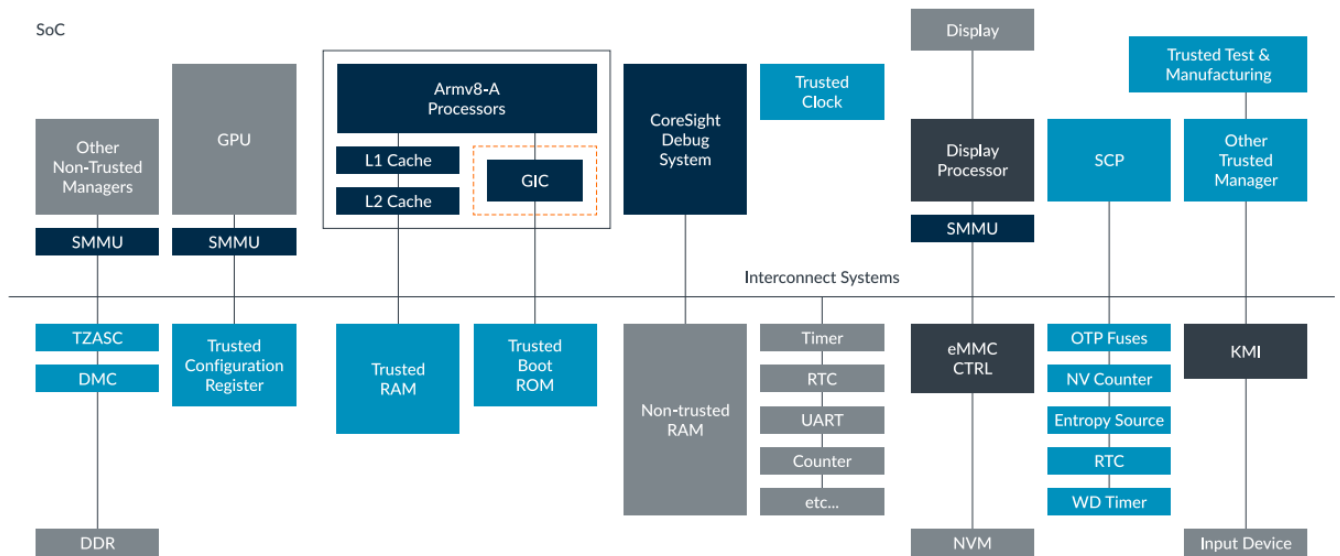 SoC
Other
Non-Trusted
Managers
SMMU
GPU
SMMU
Armv8-A
Processors
L1 Cache
L2 Cache
GIC
CoreSight
Debug
System
Trusted
Clock
Display
Display
Processor
SMMU
SCP
Trusted Test &
Manufacturing
Other
Trusted
Manager
Interconnect Systems
TZASC
DMC
DDR
Trusted
Configuration
Register
Trusted
RAM
Trusted
Boot
ROM
Non-trusted
RAM
Timer
RTC
UART
Counter
etc...
eMMC
CTRL
NVM
OTP Fuses
NV Counter
Entropy Source
RTC
WD Timer
KMI
Input Device